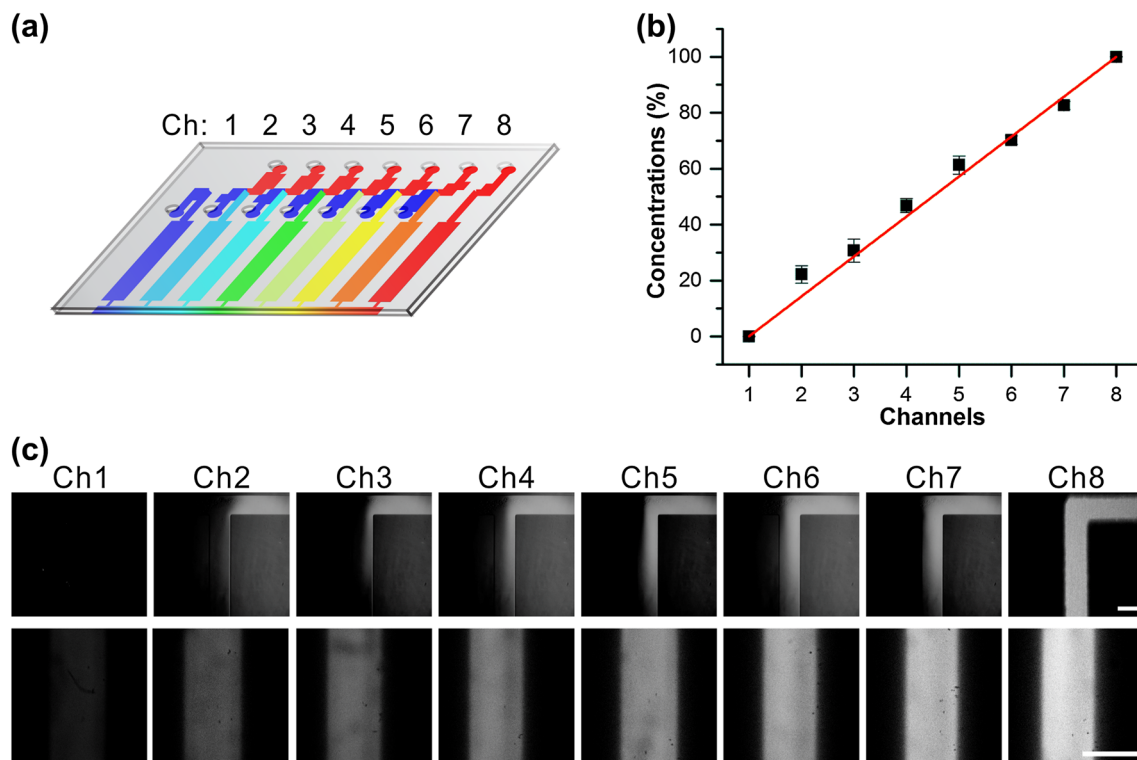 (a)
Ch: 1 2 3 4 5 6 7 8
(b)
Concentrations (%)
100
80
60
40
20
0
1 2 3 4 5 6 7 8
Channels
(c)
Ch1 Ch2 Ch3 Ch4 Ch5 Ch6 Ch7 Ch8